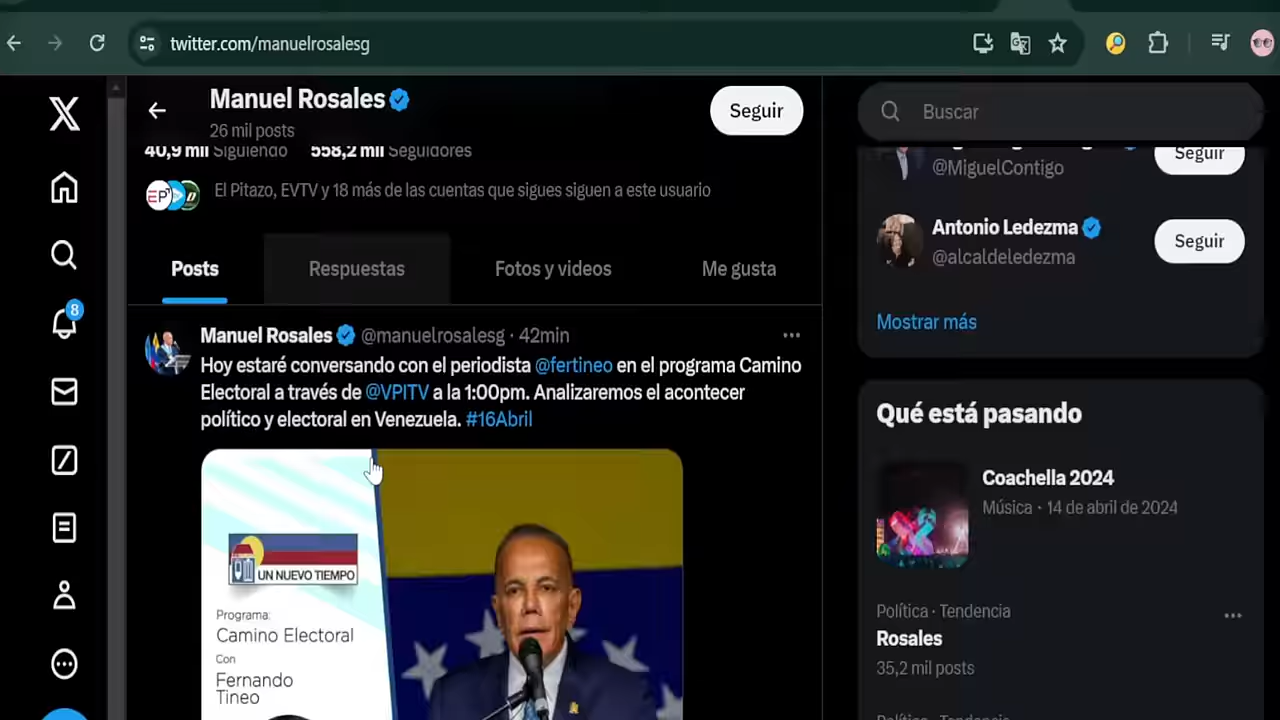 twitter.com/manuelrosalesg
Manuel Rosales
26 mil posts
Seguir
40,9 mil Siguiendo 558,2 mil Seguidores
EP
El Pitazo, EVTV y 18 más de las cuentas que sigues siguen a este usuario
Posts Respuestas Fotos y videos Me gusta
Manuel Rosales @manuelrosalesg · 42min
Hoy estaré conversando con el periodista @fertineo en el programa Camino
Electoral a través de @VPITV a la 1:00pm. Analizaremos el acontecer
político y electoral en Venezuela. #16Abril
UN NUEVO TIEMPO
Programa:
Camino Electoral
Con
Fernando
Tineo
8
Buscar
@MiguelContigo
Seguir
Antonio Ledezma
@alcaldeledezma
Seguir
Mostrar más
Qué está pasando
Coachella 2024
Música · 14 de abril de 2024
Política · Tendencia
Rosales
35,2 mil posts
Política · Tendencia